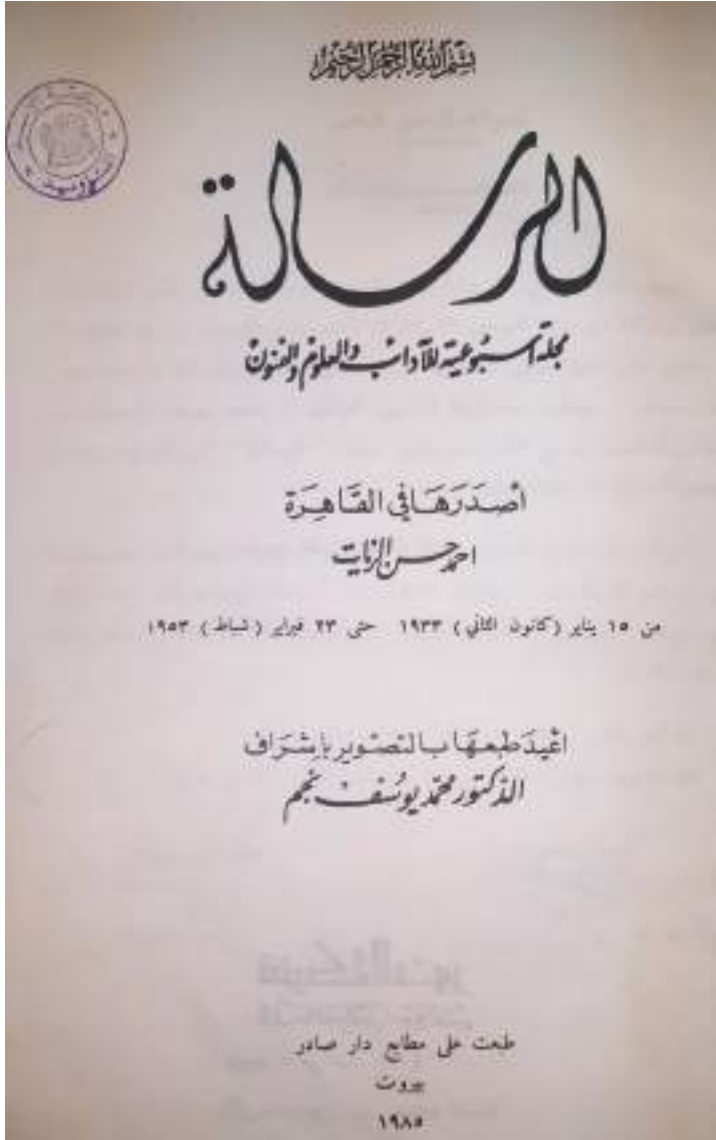 بسم الله الرحمن الرحيم
الرسالة
مجلة اسبوعية للآداب والعلوم والفنون
أصدرها في القاهرة
احمد حسن الزيات
من ١٥ يناير (كانون الثاني) ١٩٣٣ حتى ٢٣ فبراير (شباط) ١٩٥٣
اعيد طبعها بالتصوير بإشراف
الدكتور محمد يوسف نجم
طبعت على مطابع دار صادر
بيروت
١٩٨٥